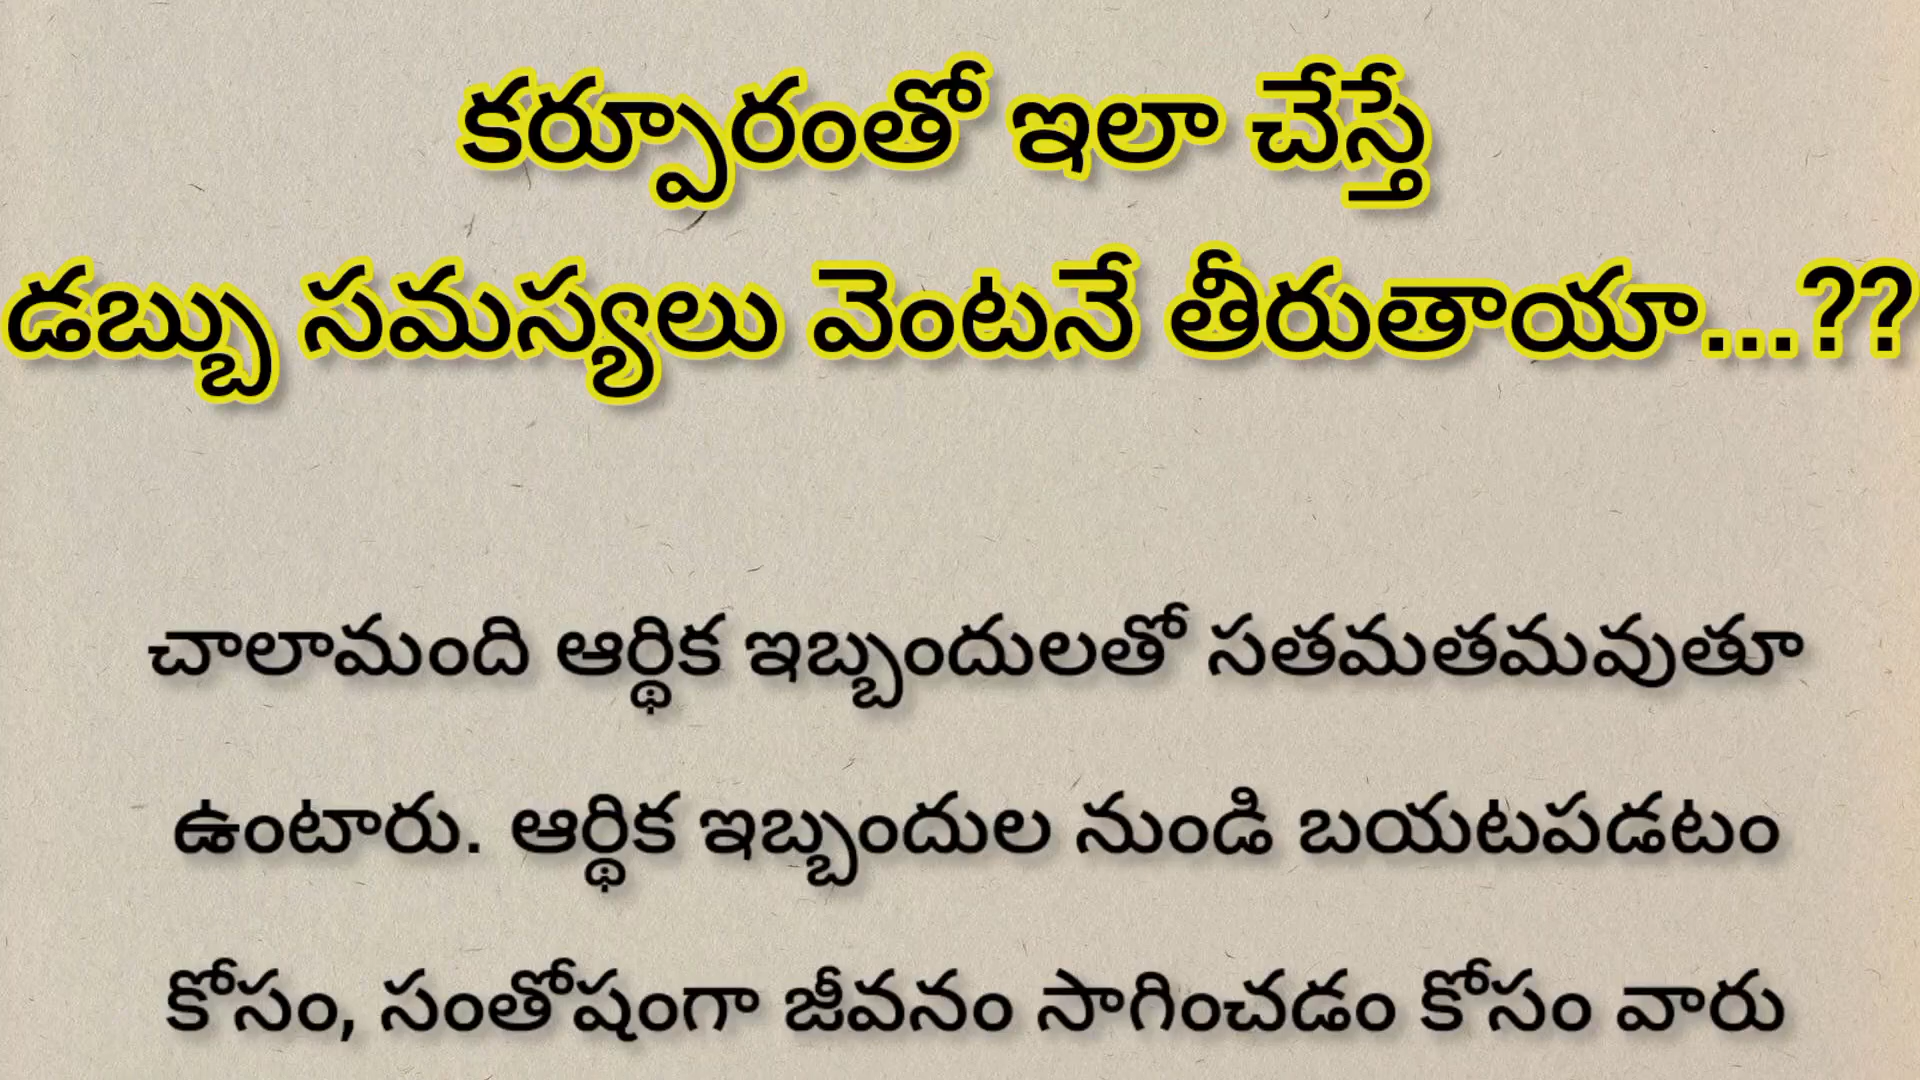 కర్పూరంతో ఇలా చేస్తే
డబ్బు సమస్యలు వెంటనే తీరుతాయా...??
చాలామంది ఆర్థిక ఇబ్బందులతో సతమతమవుతూ
ఉంటారు. ఆర్థిక ఇబ్బందుల నుండి బయటపడటం
కోసం, సంతోషంగా జీవనం సాగించడం కోసం వారు